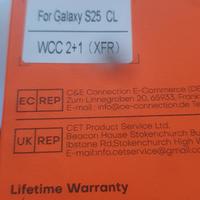 For Galaxy S25 CL
WCC 2+1 (XFR)
EC REP
C&E Connection E-Commerce (DE
Zum Linnegraben 20, 65933, Frank
E-mail : info@ce-connection.de
UK REP
CET Product Service Ltd.
Beacon House Stokenchurch Bu
Ibstone Rd,Stokenchurch High W
E-mail:info.cetservice@gmail.c
Lifetime Warranty